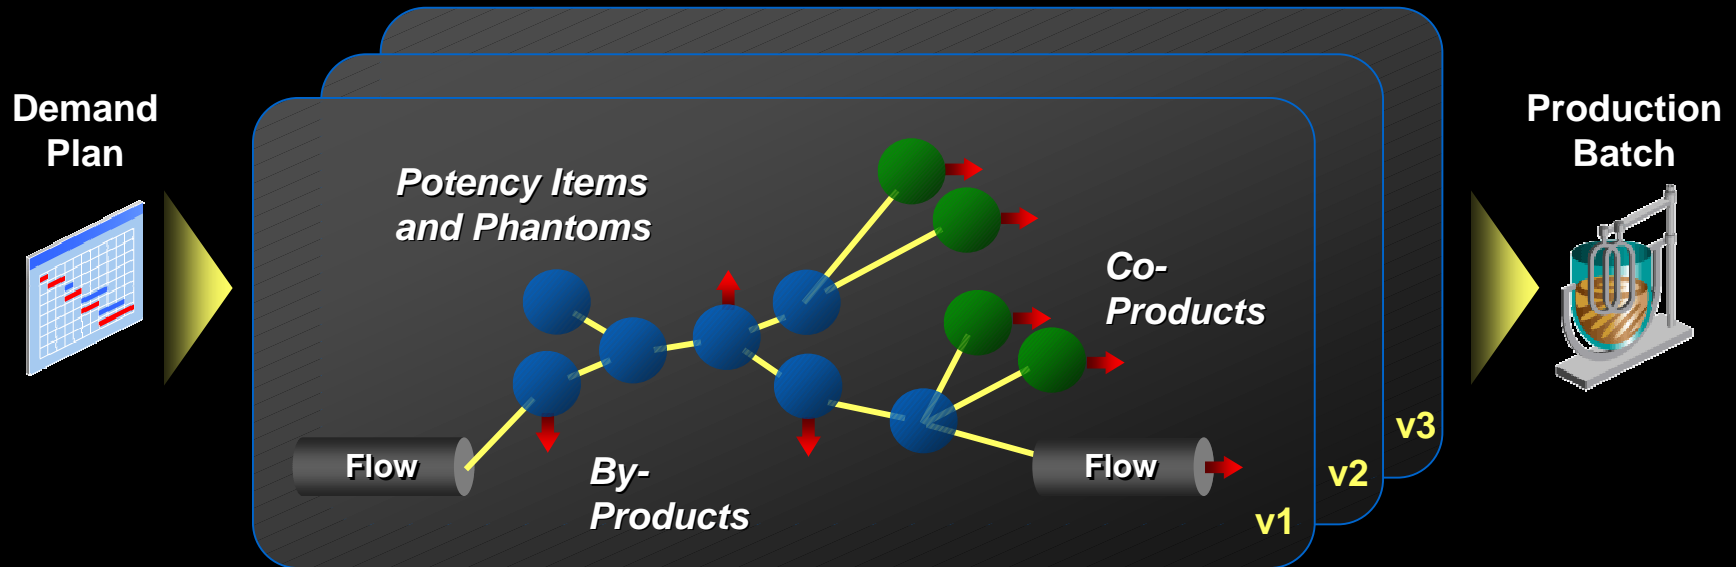 Demand
Plan
Potency Items
and Phantoms
Co-
Products
By-
Products
Flow
Flow
v1
v2
v3
Production
Batch